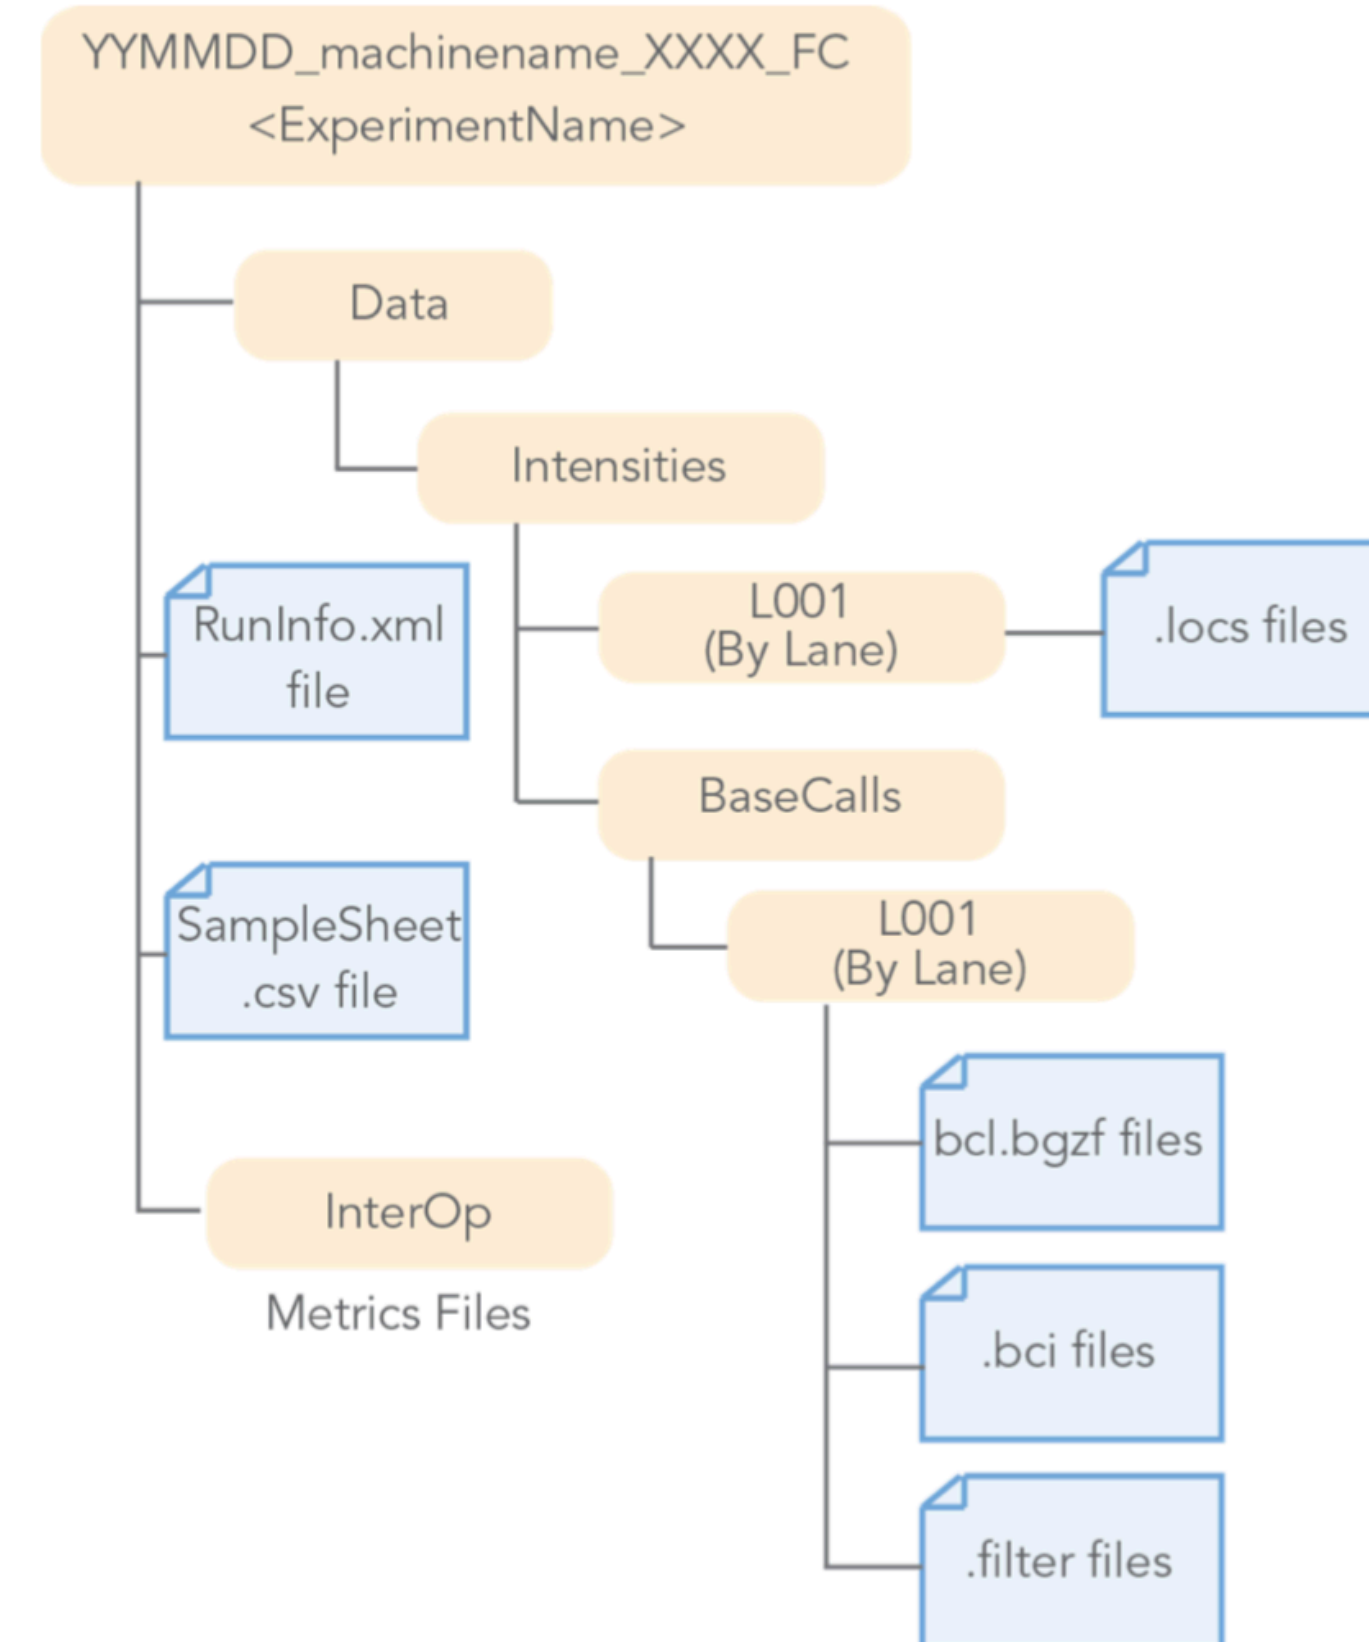 YYMMDD_machinename_XXXX_FC
<ExperimentName>
Data
Intensities
L001
(By Lane)
.locs files
RunInfo.xml
file
BaseCalls
SampleSheet
.csv file
L001
(By Lane)
bcl.bgzf files
InterOp
Metrics Files
.bci files
.filter files